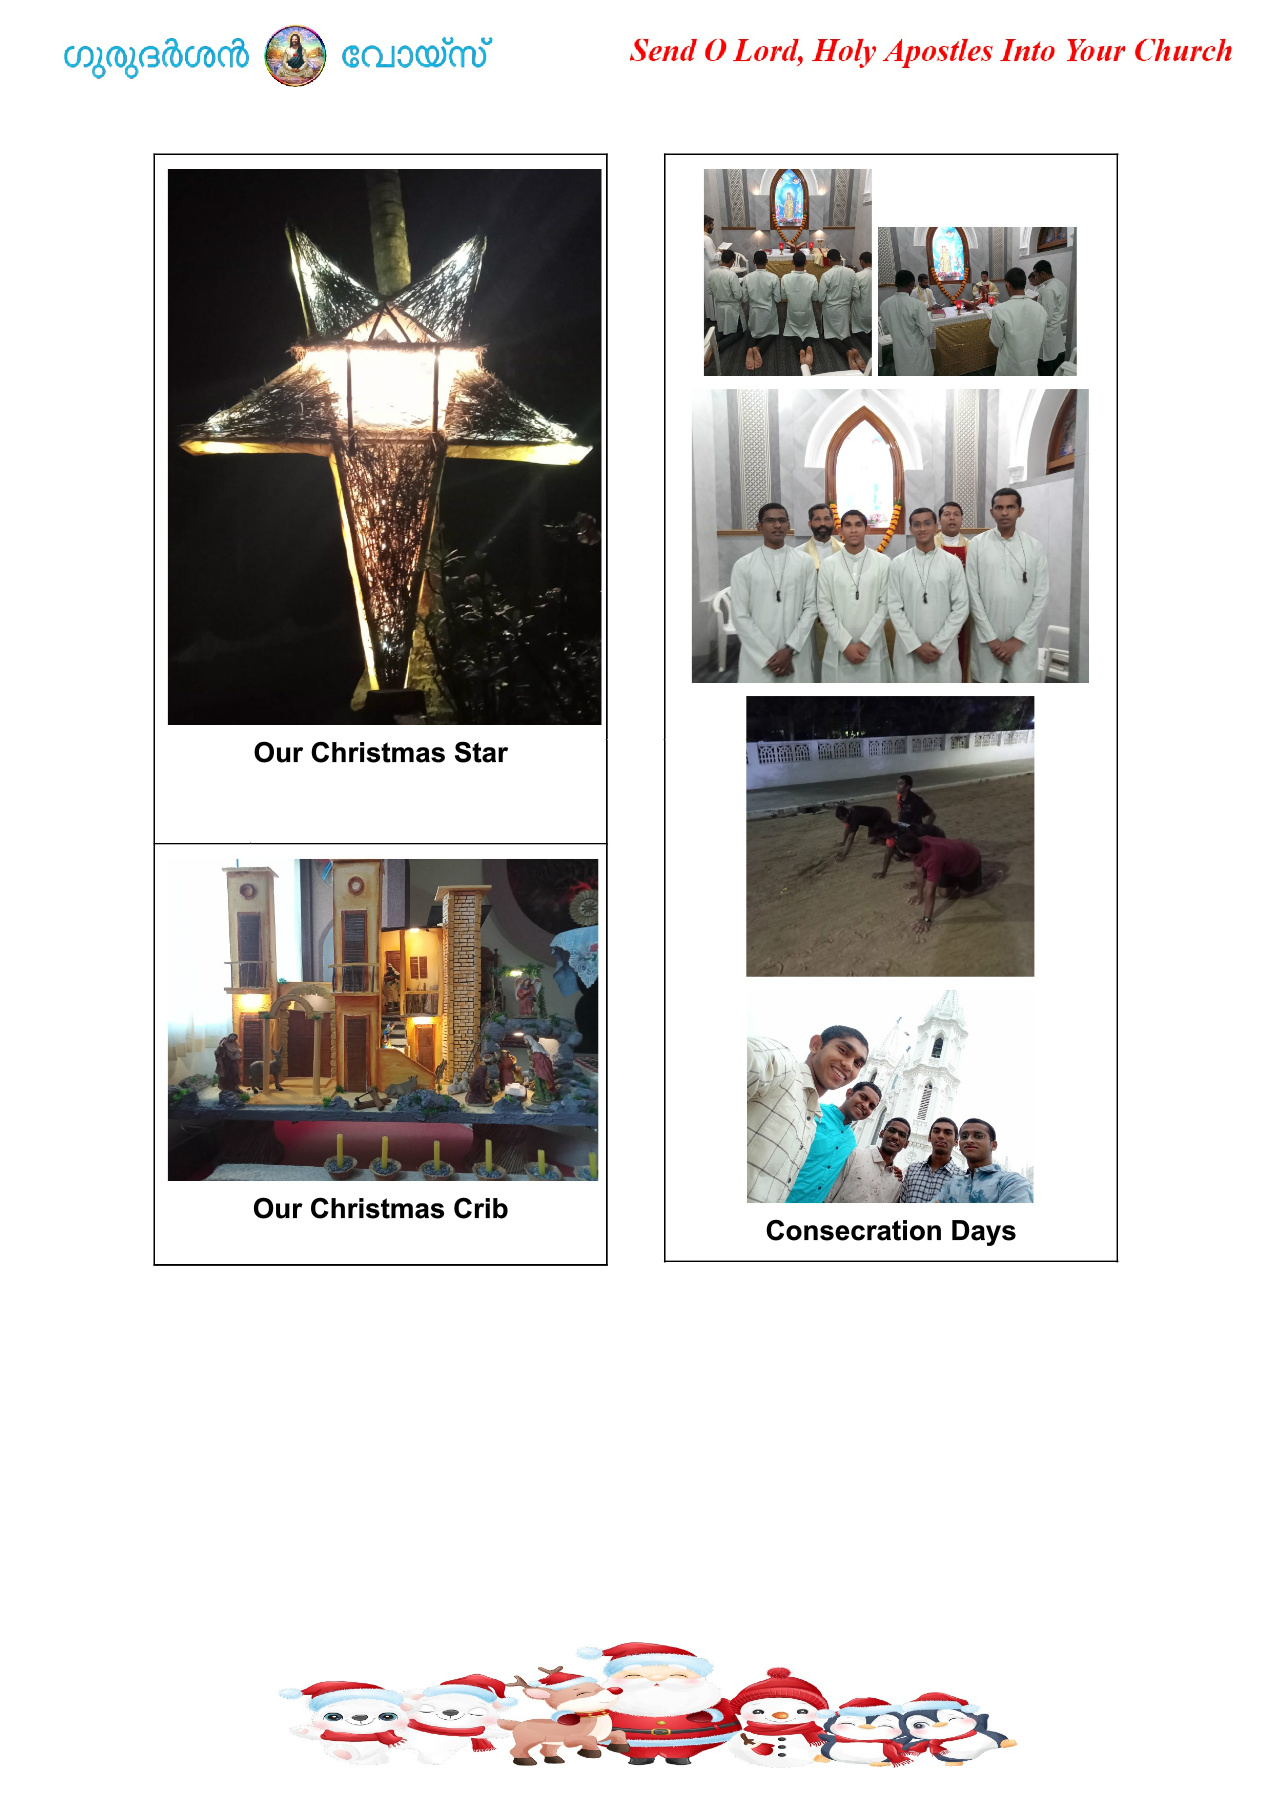 ഗുരുദർശൻ വോയ്സ്
Send O Lord, Holy Apostles Into Your Church
Our Christmas Star
Our Christmas Crib
Consecration Days